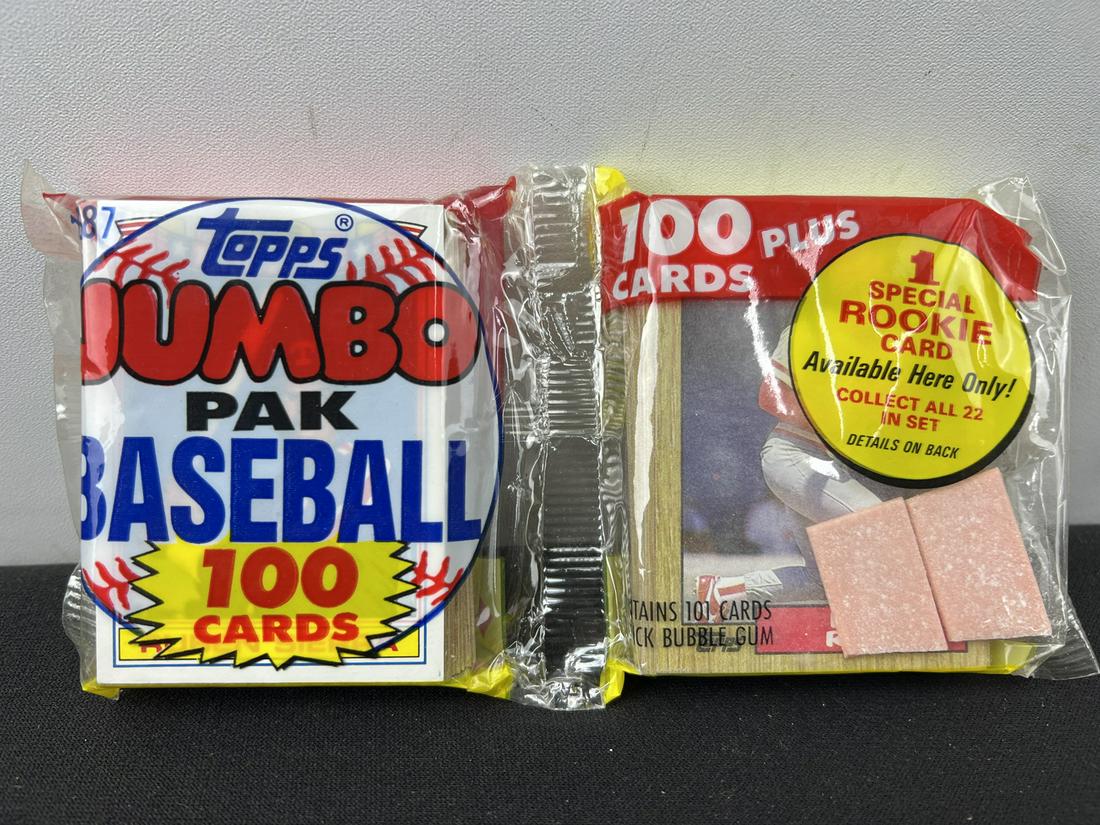 '87
TOPPS ®
JUMBO
PAK
BASEBALL
100
CARDS
100 PLUS
CARDS
1
SPECIAL
ROOKIE
CARD
Available Here Only!
COLLECT ALL 22
IN SET
DETAILS ON BACK
TAINS 101 CARDS
CK BUBBLE GUM